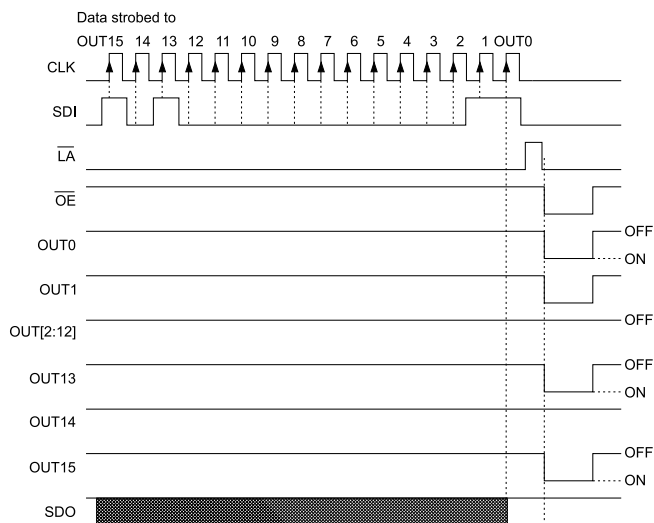 Data strobed to
OUT15 14 13 12 11 10 9 8 7 6 5 4 3 2 1 OUT0
CLK
SDI
LA
OE
OFF
OUT0
ON
OUT1
OUT[2:12]
OFF
OFF
OUT13
ON
OUT14
OFF
OUT15
ON
SDO